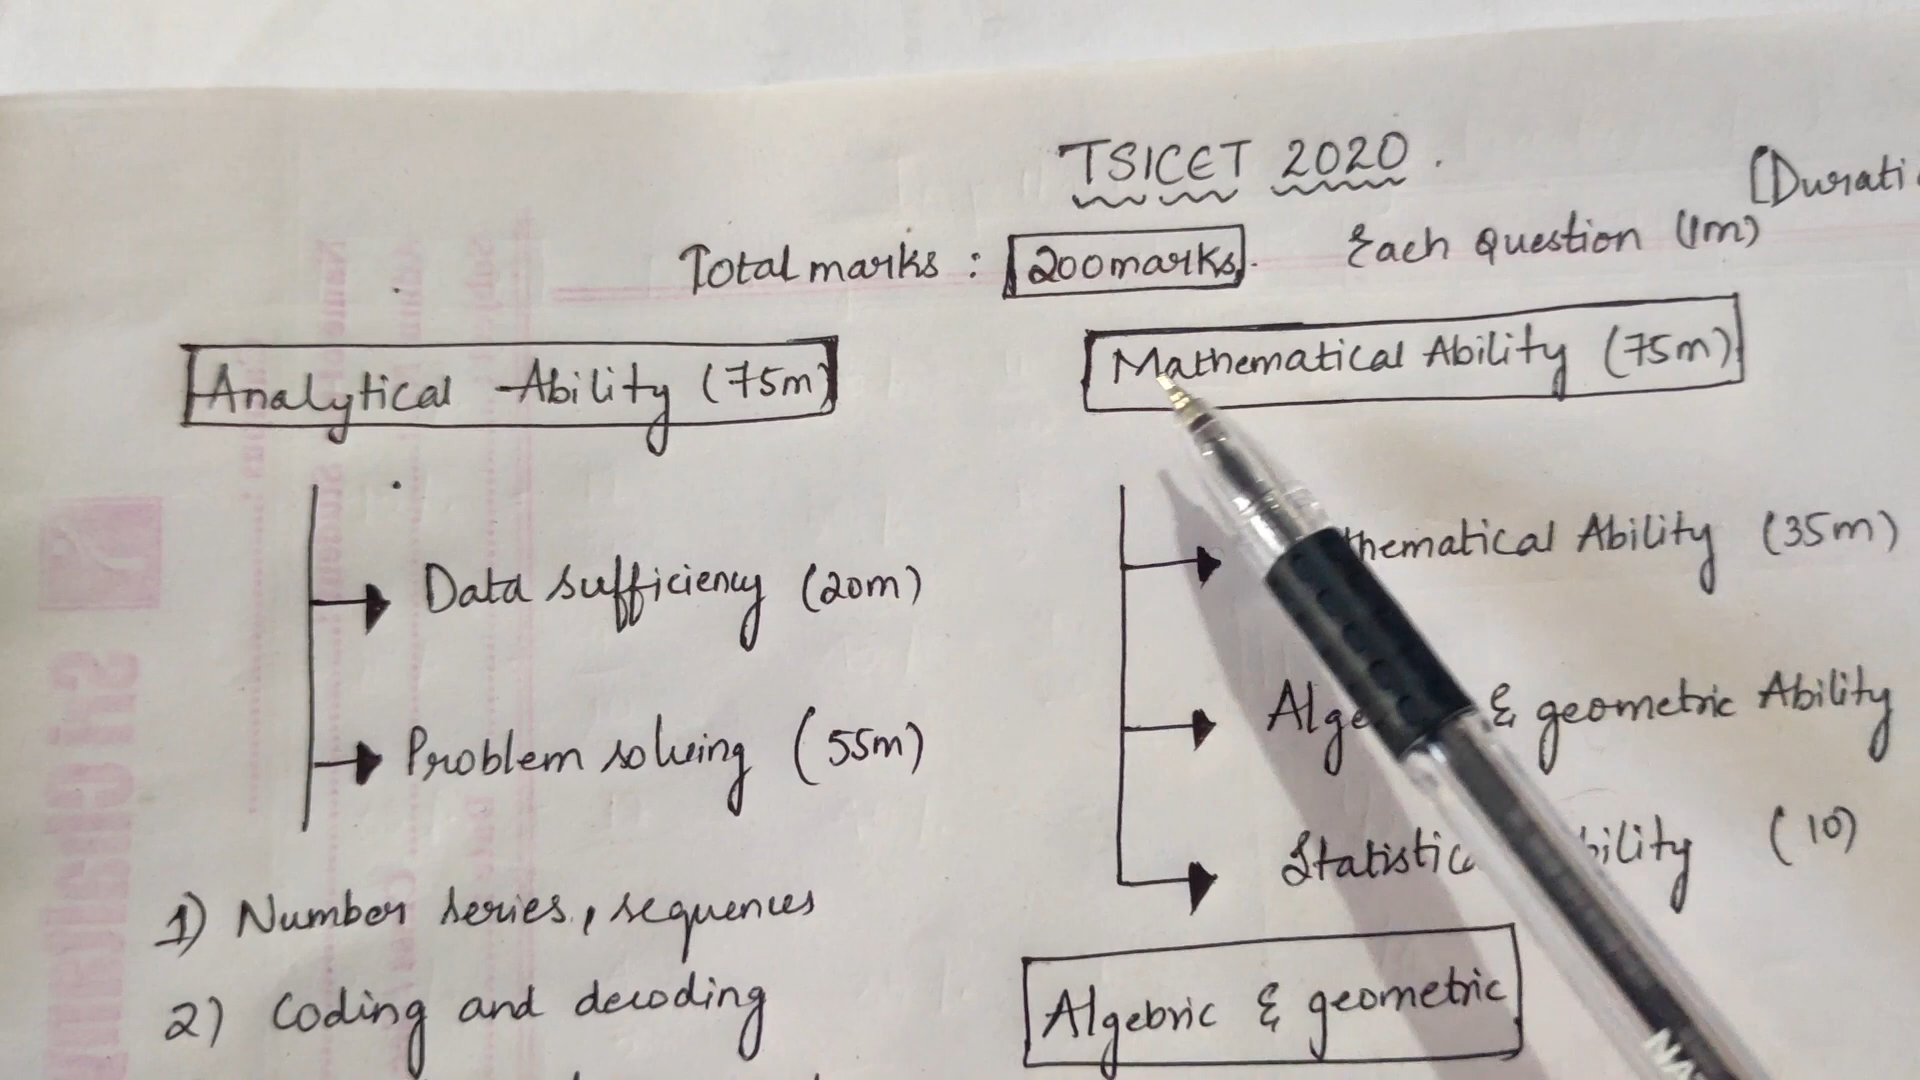 TSICET 2020.
[Durati
Total marks : 200marks. Each question (1m)
Analytical Ability (75m)
Mathematical Ability (75m)
Data sufficiency (20m)
thematical Ability (35m)
Problem solving (55m)
Alge & geometric Ability
Statistic ility (10)
1) Number series, sequences
2) Coding and decoding
Algebric & geometric